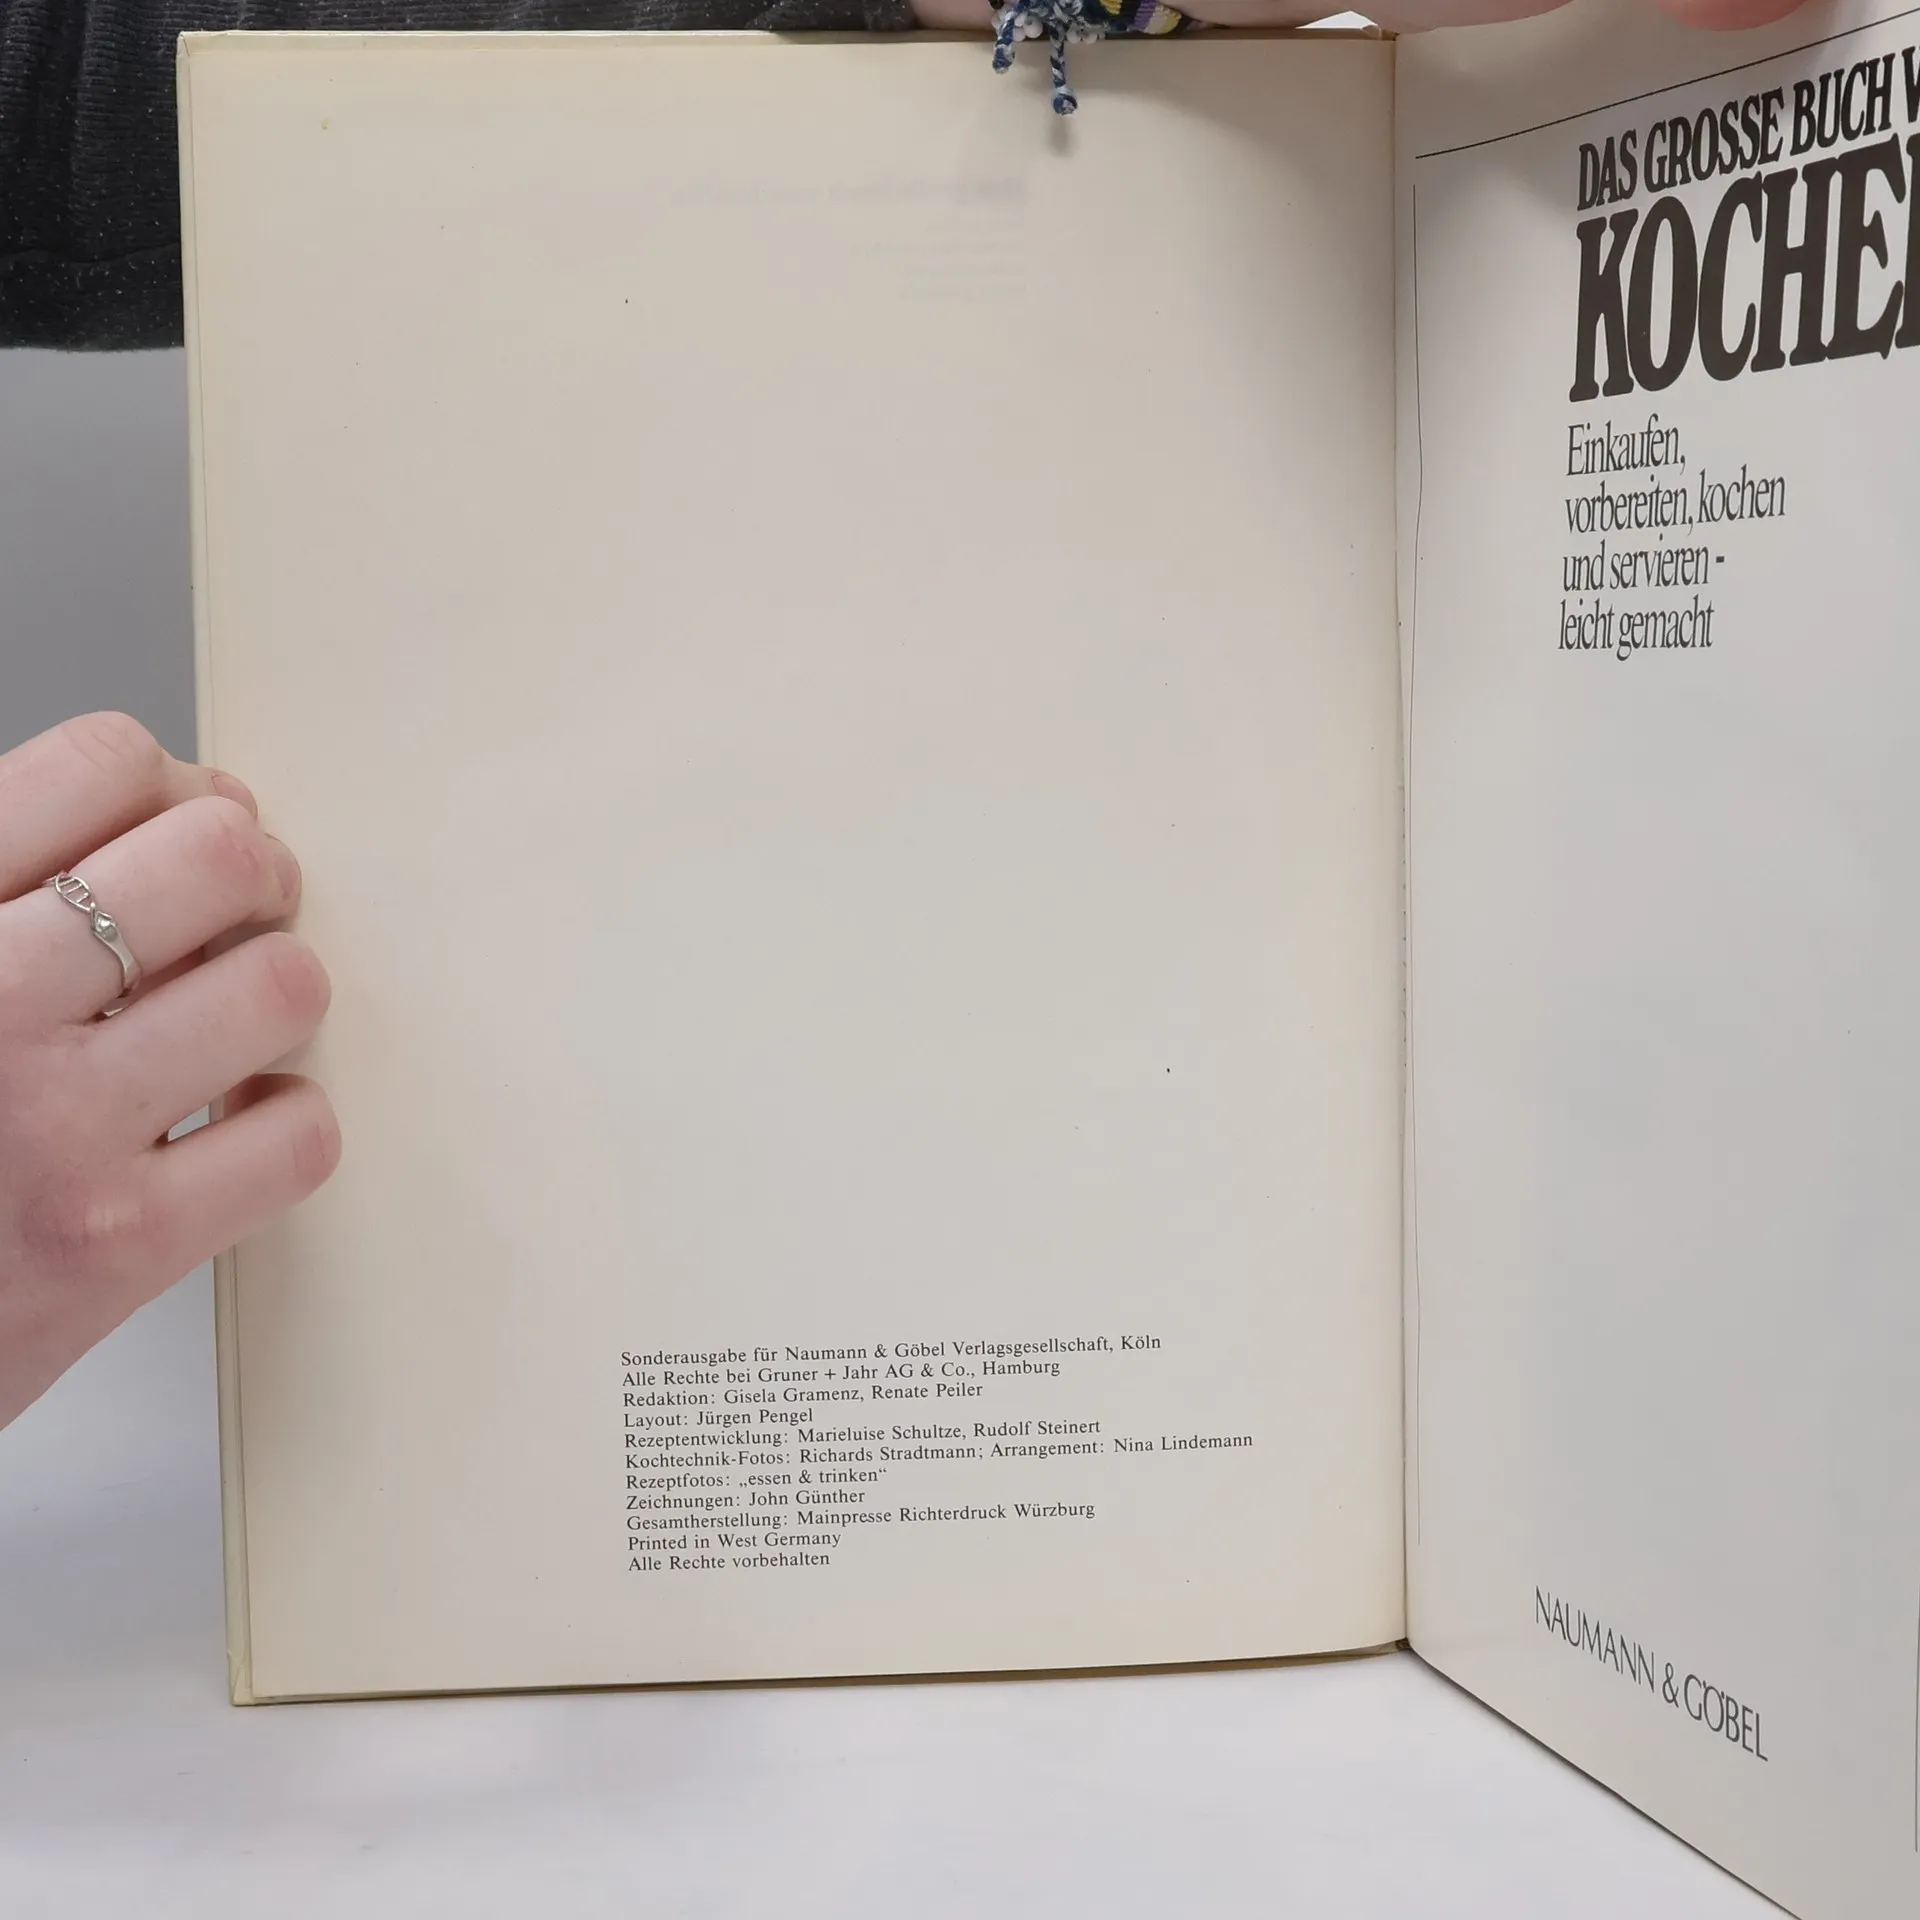 Sonderausgabe für Naumann & Göbel Verlagsgesellschaft, Köln
Alle Rechte bei Gruner + Jahr AG & Co., Hamburg
Redaktion: Gisela Gramenz, Renate Peiler
Layout: Jürgen Pengel
Rezeptentwicklung: Marieluise Schultze, Rudolf Steinert
Kochtechnik-Fotos: Richards Stradtmann; Arrangement: Nina Lindemann
Rezeptfotos: „essen & trinken“
Zeichnungen: John Günther
Gesamtherstellung: Mainpresse Richterdruck Würzburg
Printed in West Germany
Alle Rechte vorbehalten
DAS GROSSE BUCH
Einkaufen,
vorbereiten, kochen
und servieren -
leicht gemacht
NAUMANN & GÖBEL